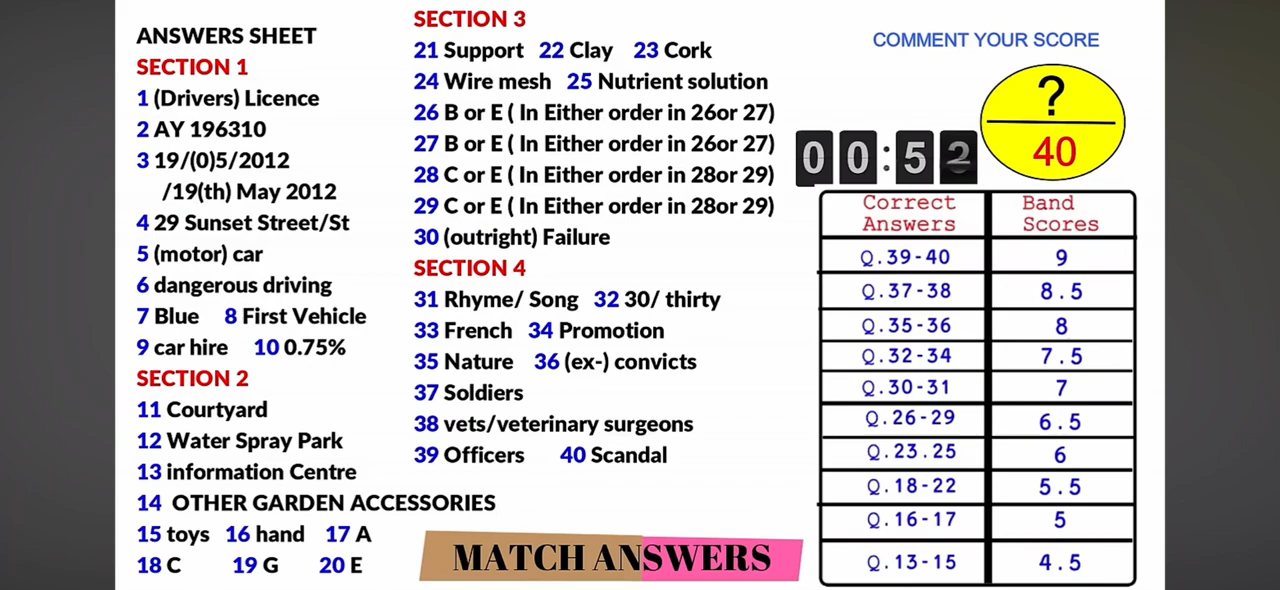 ANSWERS SHEET
SECTION 1
1 (Drivers) Licence
2 AY 196310
3 19/(0)5/2012
/19(th) May 2012
4 29 Sunset Street/St
5 (motor) car
6 dangerous driving
7 Blue 8 First Vehicle
9 car hire 10 0.75%
SECTION 2
11 Courtyard
12 Water Spray Park
13 information Centre
14 OTHER GARDEN ACCESSORIES
15 toys 16 hand 17 A
18 C 19 G 20 E
SECTION 3
21 Support 22 Clay 23 Cork
24 Wire mesh 25 Nutrient solution
26 B or E ( In Either order in 26or 27)
27 B or E ( In Either order in 26or 27)
28 C or E ( In Either order in 28or 29)
29 C or E ( In Either order in 28or 29)
30 (outright) Failure
SECTION 4
31 Rhyme/ Song 32 30/ thirty
33 French 34 Promotion
35 Nature 36 (ex-) convicts
37 Soldiers
38 vets/veterinary surgeons
39 Officers 40 Scandal
MATCH ANSWERS
COMMENT YOUR SCORE
?
40
00:52
Correct Answers Band Scores
Q.39-40 9
Q.37-38 8.5
Q.35-36 8
Q.32-34 7.5
Q.30-31 7
Q.26-29 6.5
Q.23.25 6
Q.18-22 5.5
Q.16-17 5
Q.13-15 4.5